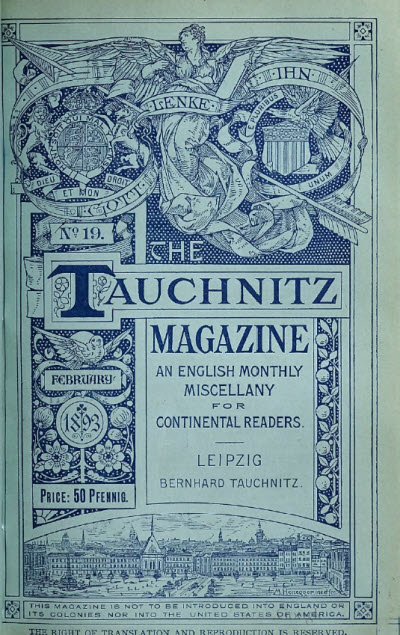 LENKE
IHN
DIEU ET MON DROIT
GOTT
PLURIBUS
UNUM
No 19.
THE
TAUCHNITZ
MAGAZINE
AN ENGLISH MONTHLY
MISCELLANY
FOR
CONTINENTAL READERS.
FEBRUARY
1893
LEIPZIG
BERNHARD TAUCHNITZ.
PRICE: 50 PFENNIG.
THIS MAGAZINE IS NOT TO BE INTRODUCED INTO ENGLAND OR
ITS COLONIES NOR INTO THE UNITED STATES OF AMERICA.
THE RIGHT OF TRANSLATION AND REPRODUCTION IS RESERVED.